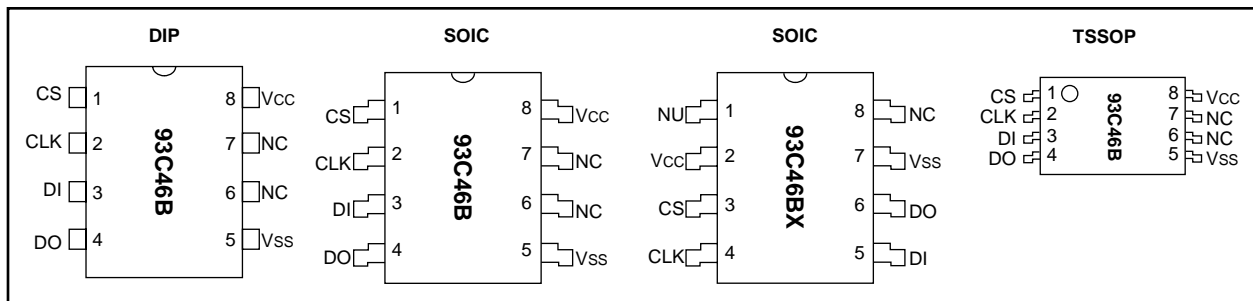 DIP
CS 1 8 VCC
CLK 2 7 NC
DI 3 6 NC
DO 4 5 VSS
93C46B
SOIC
CS 1 8 VCC
CLK 2 7 NC
DI 3 6 NC
DO 4 5 VSS
93C46B
SOIC
NU 1 8 NC
VCC 2 7 VSS
CS 3 6 DO
CLK 4 5 DI
93C46BX
TSSOP
CS 1 8 VCC
CLK 2 7 NC
DI 3 6 NC
DO 4 5 VSS
93C46B